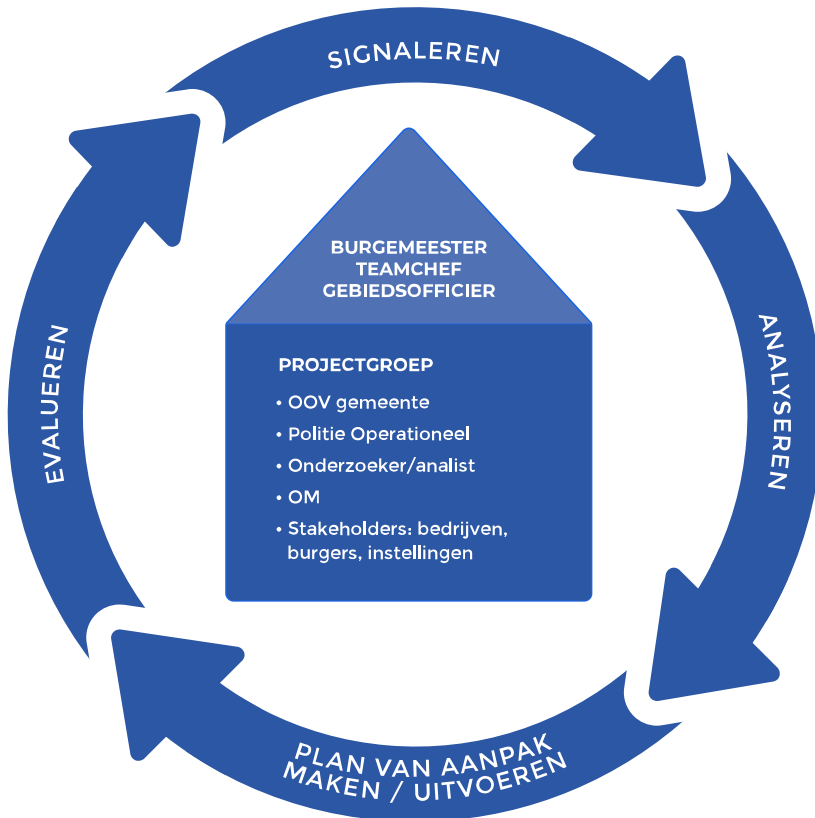 SIGNALEREN
ANALYSEREN
PLAN VAN AANPAK
MAKEN / UITVOEREN
EVALUEREN
BURGEMEESTER
TEAMCHEF
GEBIEDSOFFICIER
PROJECTGROEP
• OOV gemeente
• Politie Operationeel
• Onderzoeker/analist
• OM
• Stakeholders: bedrijven,
burgers, instellingen